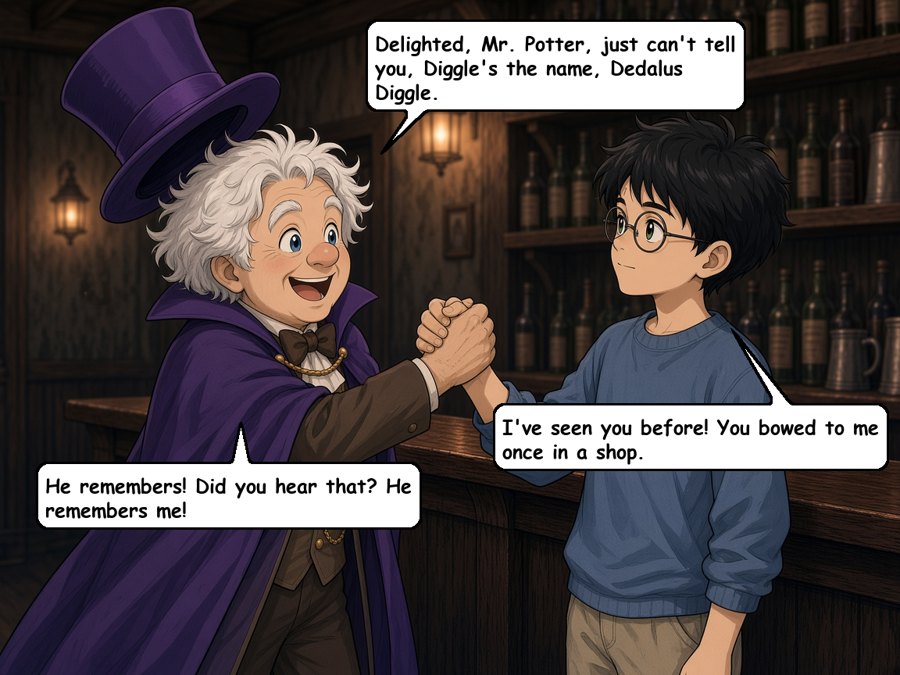 Delighted, Mr. Potter, just can't tell
you, Diggle's the name, Dedalus
Diggle.
I've seen you before! You bowed to me
once in a shop.
He remembers! Did you hear that? He
remembers me!